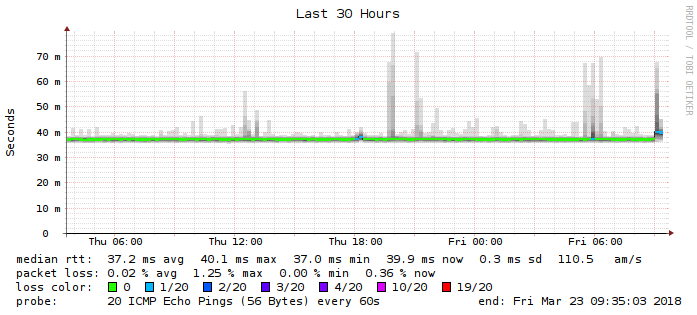 Last 30 Hours
RRDTOOL / TOBI OETIKER
Seconds
70 m
60 m
50 m
40 m
30 m
20 m
10 m
0
Thu 06:00 Thu 12:00 Thu 18:00 Fri 00:00 Fri 06:00
median rtt: 37.2 ms avg 40.1 ms max 37.0 ms min 39.9 ms now 0.3 ms sd 110.5 am/s
packet loss: 0.02 % avg 1.25 % max 0.00 % min 0.36 % now
loss color: 0 1/20 2/20 3/20 4/20 10/20 19/20
probe: 20 ICMP Echo Pings (56 Bytes) every 60s end: Fri Mar 23 09:35:03 2018